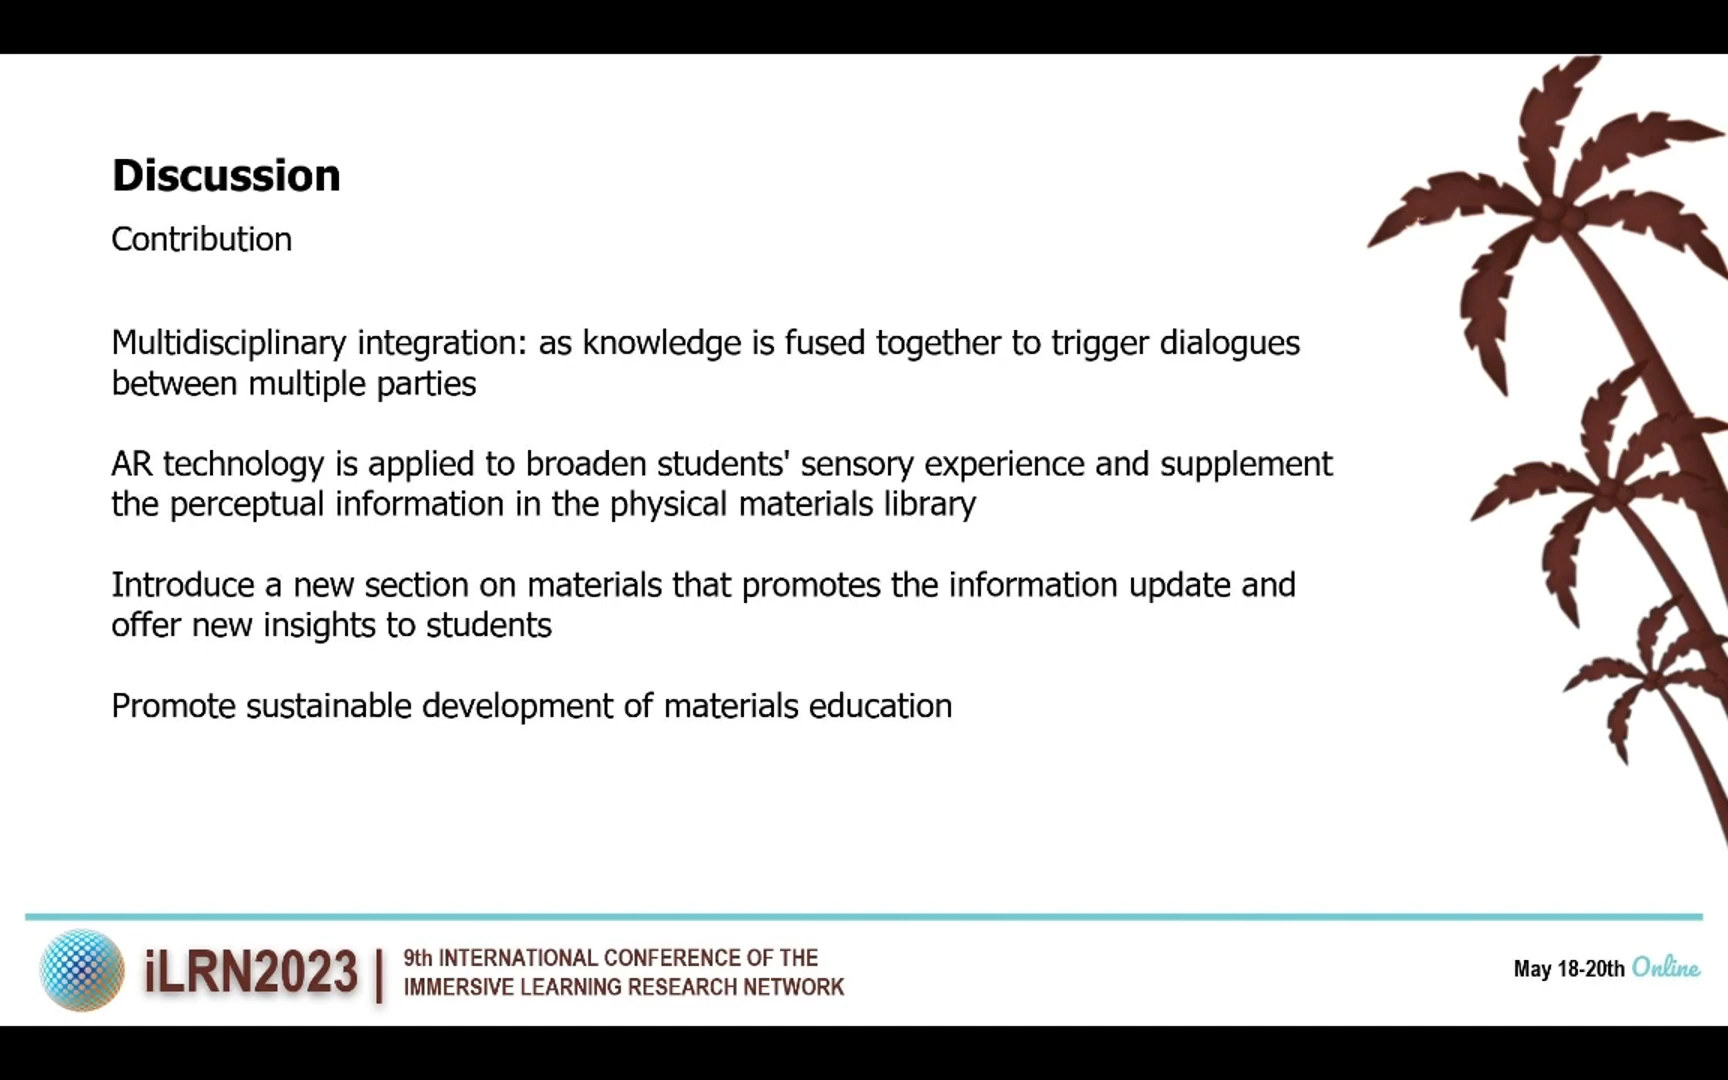 Discussion
Contribution
Multidisciplinary integration: as knowledge is fused together to trigger dialogues
between multiple parties
AR technology is applied to broaden students' sensory experience and supplement
the perceptual information in the physical materials library
Introduce a new section on materials that promotes the information update and
offer new insights to students
Promote sustainable development of materials education
iLRN2023 |
9th INTERNATIONAL CONFERENCE OF THE
IMMERSIVE LEARNING RESEARCH NETWORK
May 18-20th Online